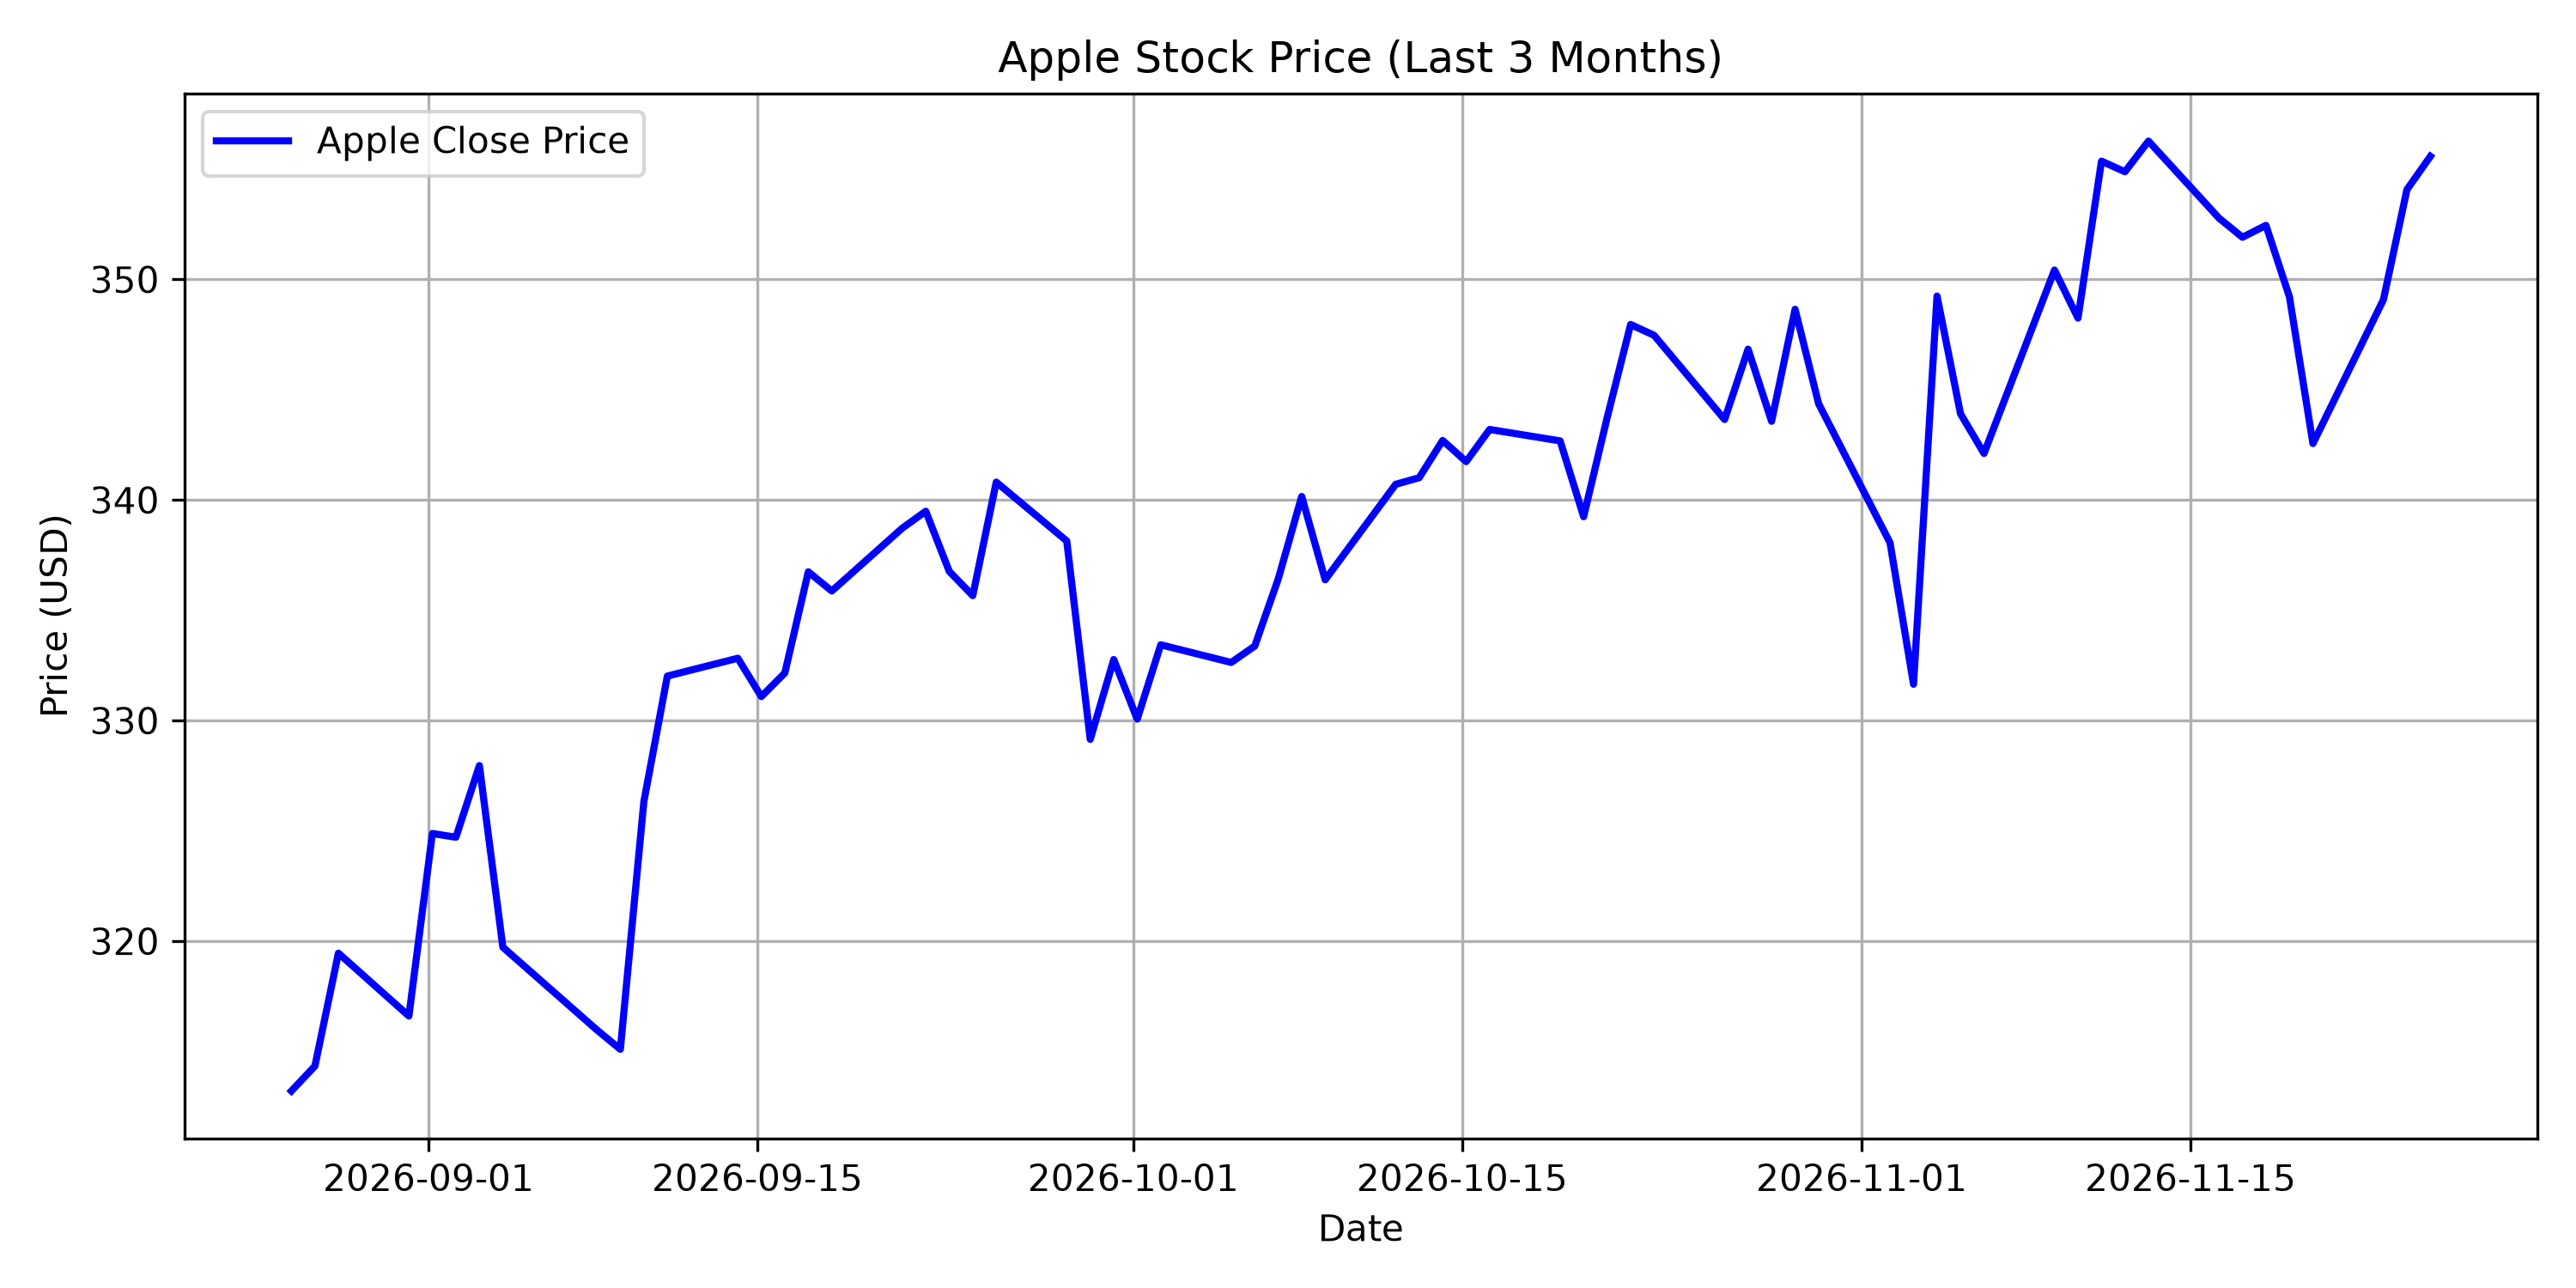 Apple Stock Price (Last 3 Months)
Apple Close Price
Price (USD)
350
340
330
320
2026-09-01 2026-09-15 2026-10-01 2026-10-15 2026-11-01 2026-11-15
Date